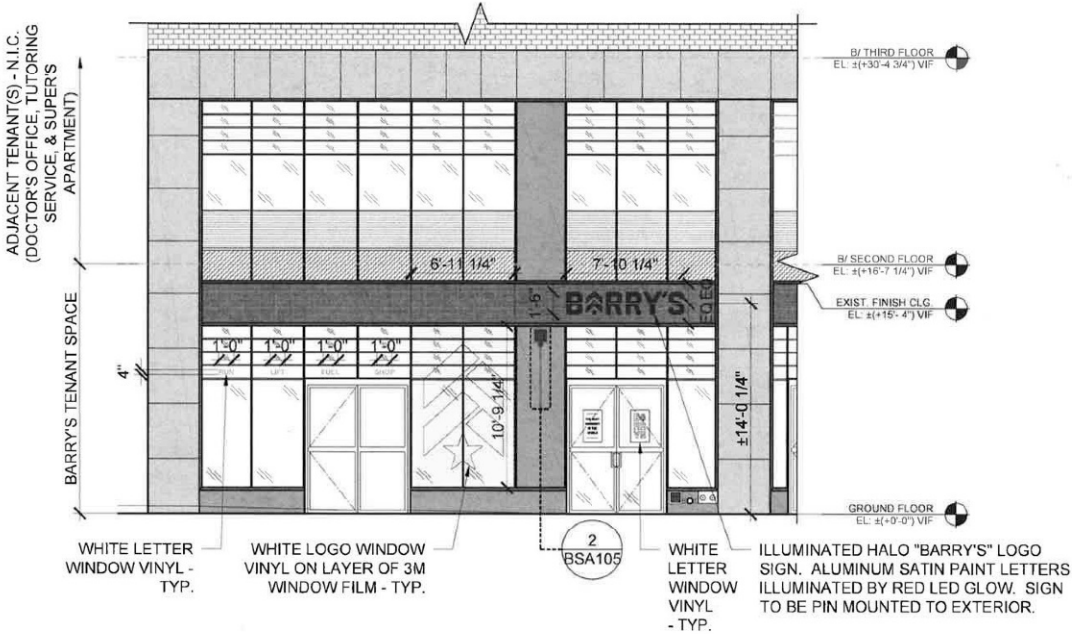 B/ THIRD FLOOR
EL: ±(+30'-4 3/4") VIF
ADJACENT TENANT(S) - N.I.C.
(DOCTOR'S OFFICE, TUTORING
SERVICE, & SUPER'S
APARTMENT)
B/ SECOND FLOOR
EL: ±(+16'-7 1/4") VIF
6'-11 1/4"
7'-10 1/4"
1'-6"
BARRY'S
EQ EQ
EXIST. FINISH CLG.
EL: ±(+15'- 4") VIF
1'-0"
1'-0"
1'-0"
1'-0"
RUN
LIFT
FUEL
SHOP
4"
BARRY'S TENANT SPACE
10'-9 1/4"
±14'-0 1/4"
GROUND FLOOR
EL: ±(+0'-0") VIF
WHITE LETTER
WINDOW VINYL -
TYP.
WHITE LOGO WINDOW
VINYL ON LAYER OF 3M
WINDOW FILM - TYP.
2
BSA105
WHITE
LETTER
WINDOW
VINYL
- TYP.
ILLUMINATED HALO "BARRY'S" LOGO
SIGN. ALUMINUM SATIN PAINT LETTERS
ILLUMINATED BY RED LED GLOW. SIGN
TO BE PIN MOUNTED TO EXTERIOR.